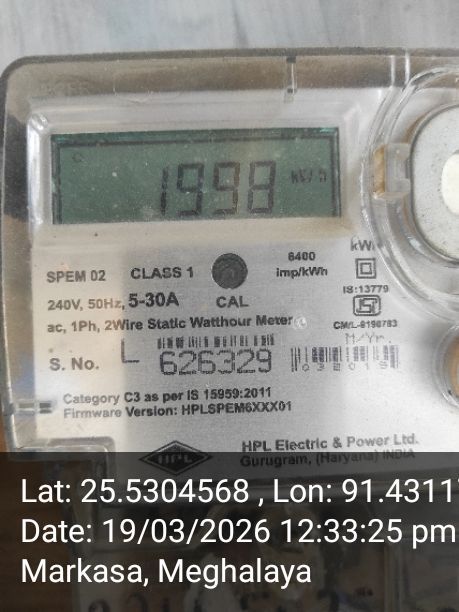 1998
kWh
SPEM 02 CLASS 1 6400 imp/kWh
IS:13779
240V, 50Hz, 5-30A CAL
CM/L-8190783
ac, 1Ph, 2Wire Static Watthour Meter
M/Yr.
S. No. L 626329 032019
Category C3 as per IS 15959:2011
Firmware Version: HPLSPEM6XXX01
HPL
HPL Electric & Power Ltd.
Gurugram, (Haryana) INDIA
Lat: 25.5304568 , Lon: 91.4311
Date: 19/03/2026 12:33:25 pm
Markasa, Meghalaya